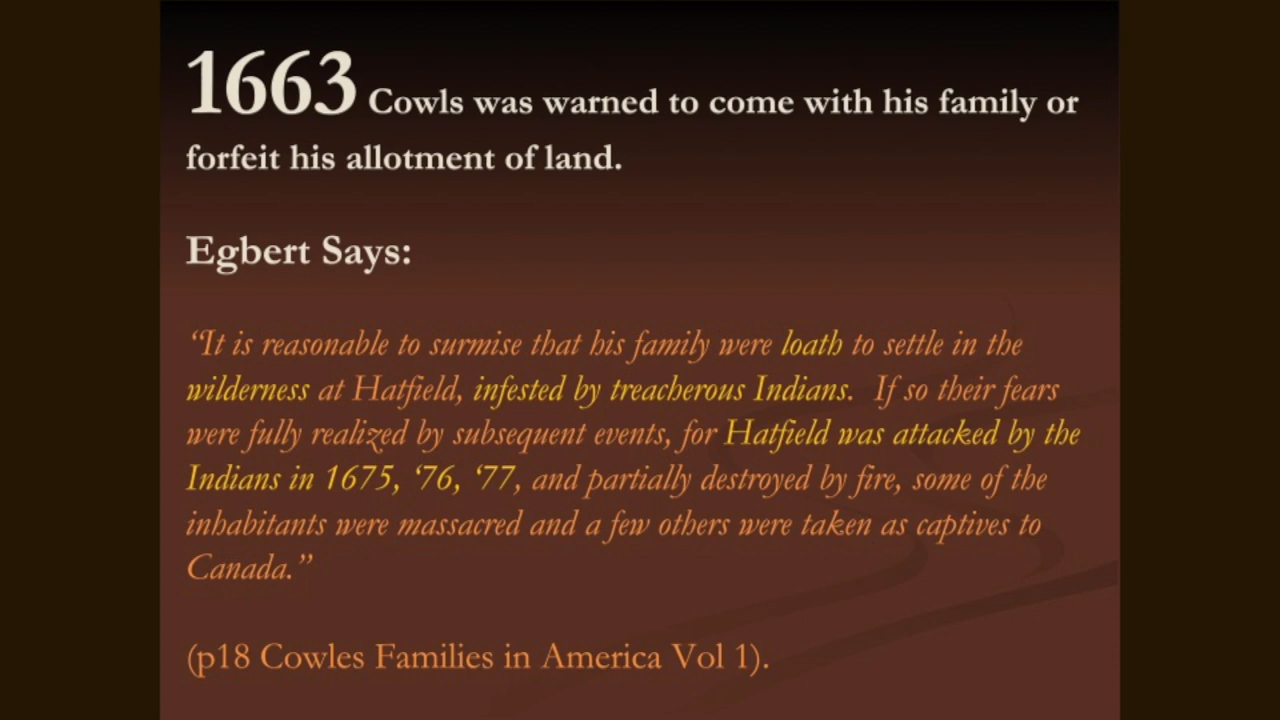 1663 Cowls was warned to come with his family or
forfeit his allotment of land.
Egbert Says:
“It is reasonable to surmise that his family were loath to settle in the
wilderness at Hatfield, infested by treacherous Indians.  If so their fears
were fully realized by subsequent events, for Hatfield was attacked by the
Indians in 1675, ‘76, ‘77, and partially destroyed by fire, some of the
inhabitants were massacred and a few others were taken as captives to
Canada.”
(p18 Cowles Families in America Vol 1).